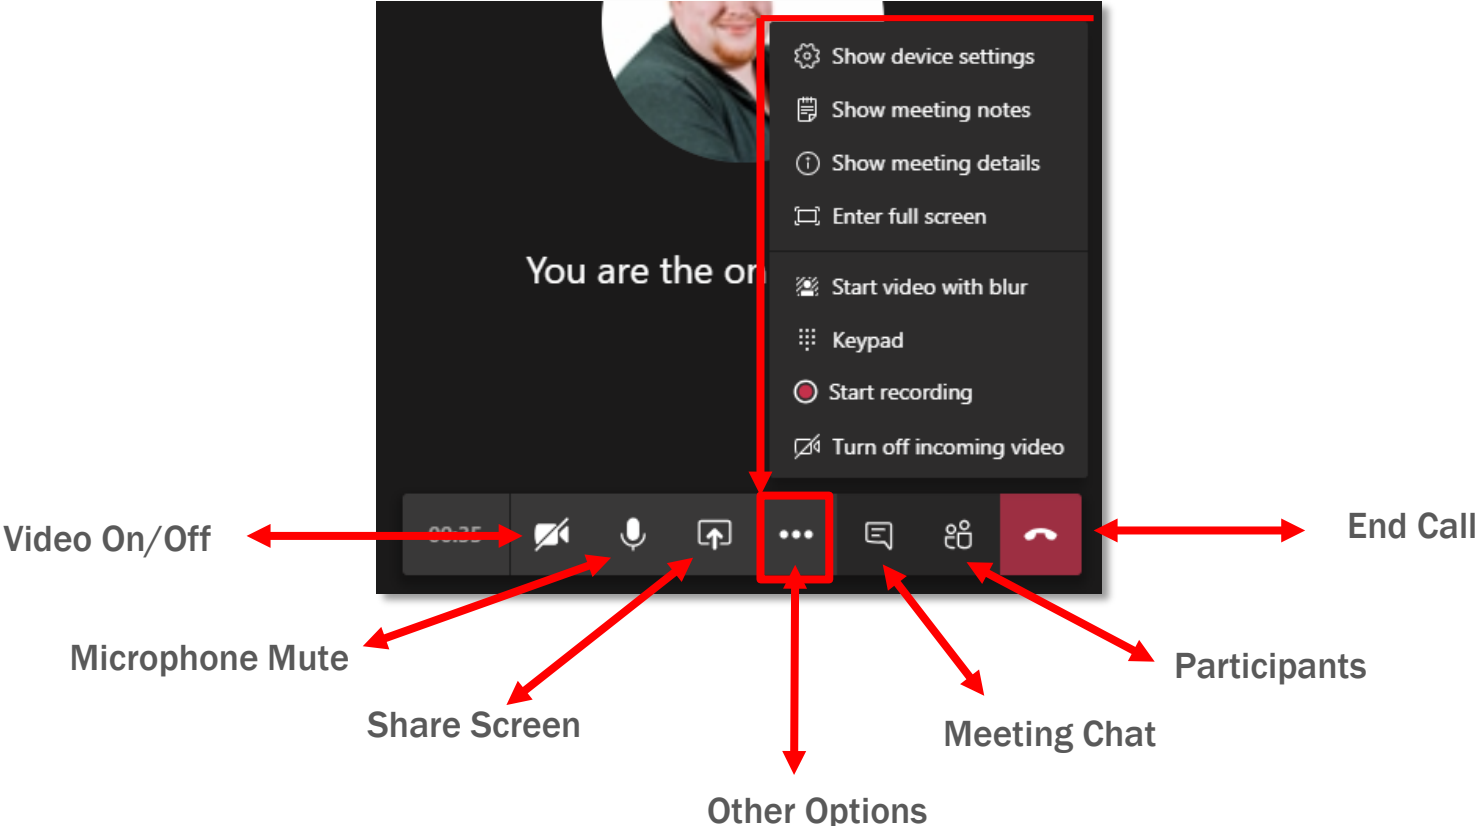 Show device settings
Show meeting notes
Show meeting details
Enter full screen
You are the on
Start video with blur
Keypad
Start recording
Turn off incoming video
00:35
Video On/Off
End Call
Microphone Mute
Participants
Share Screen
Meeting Chat
Other Options